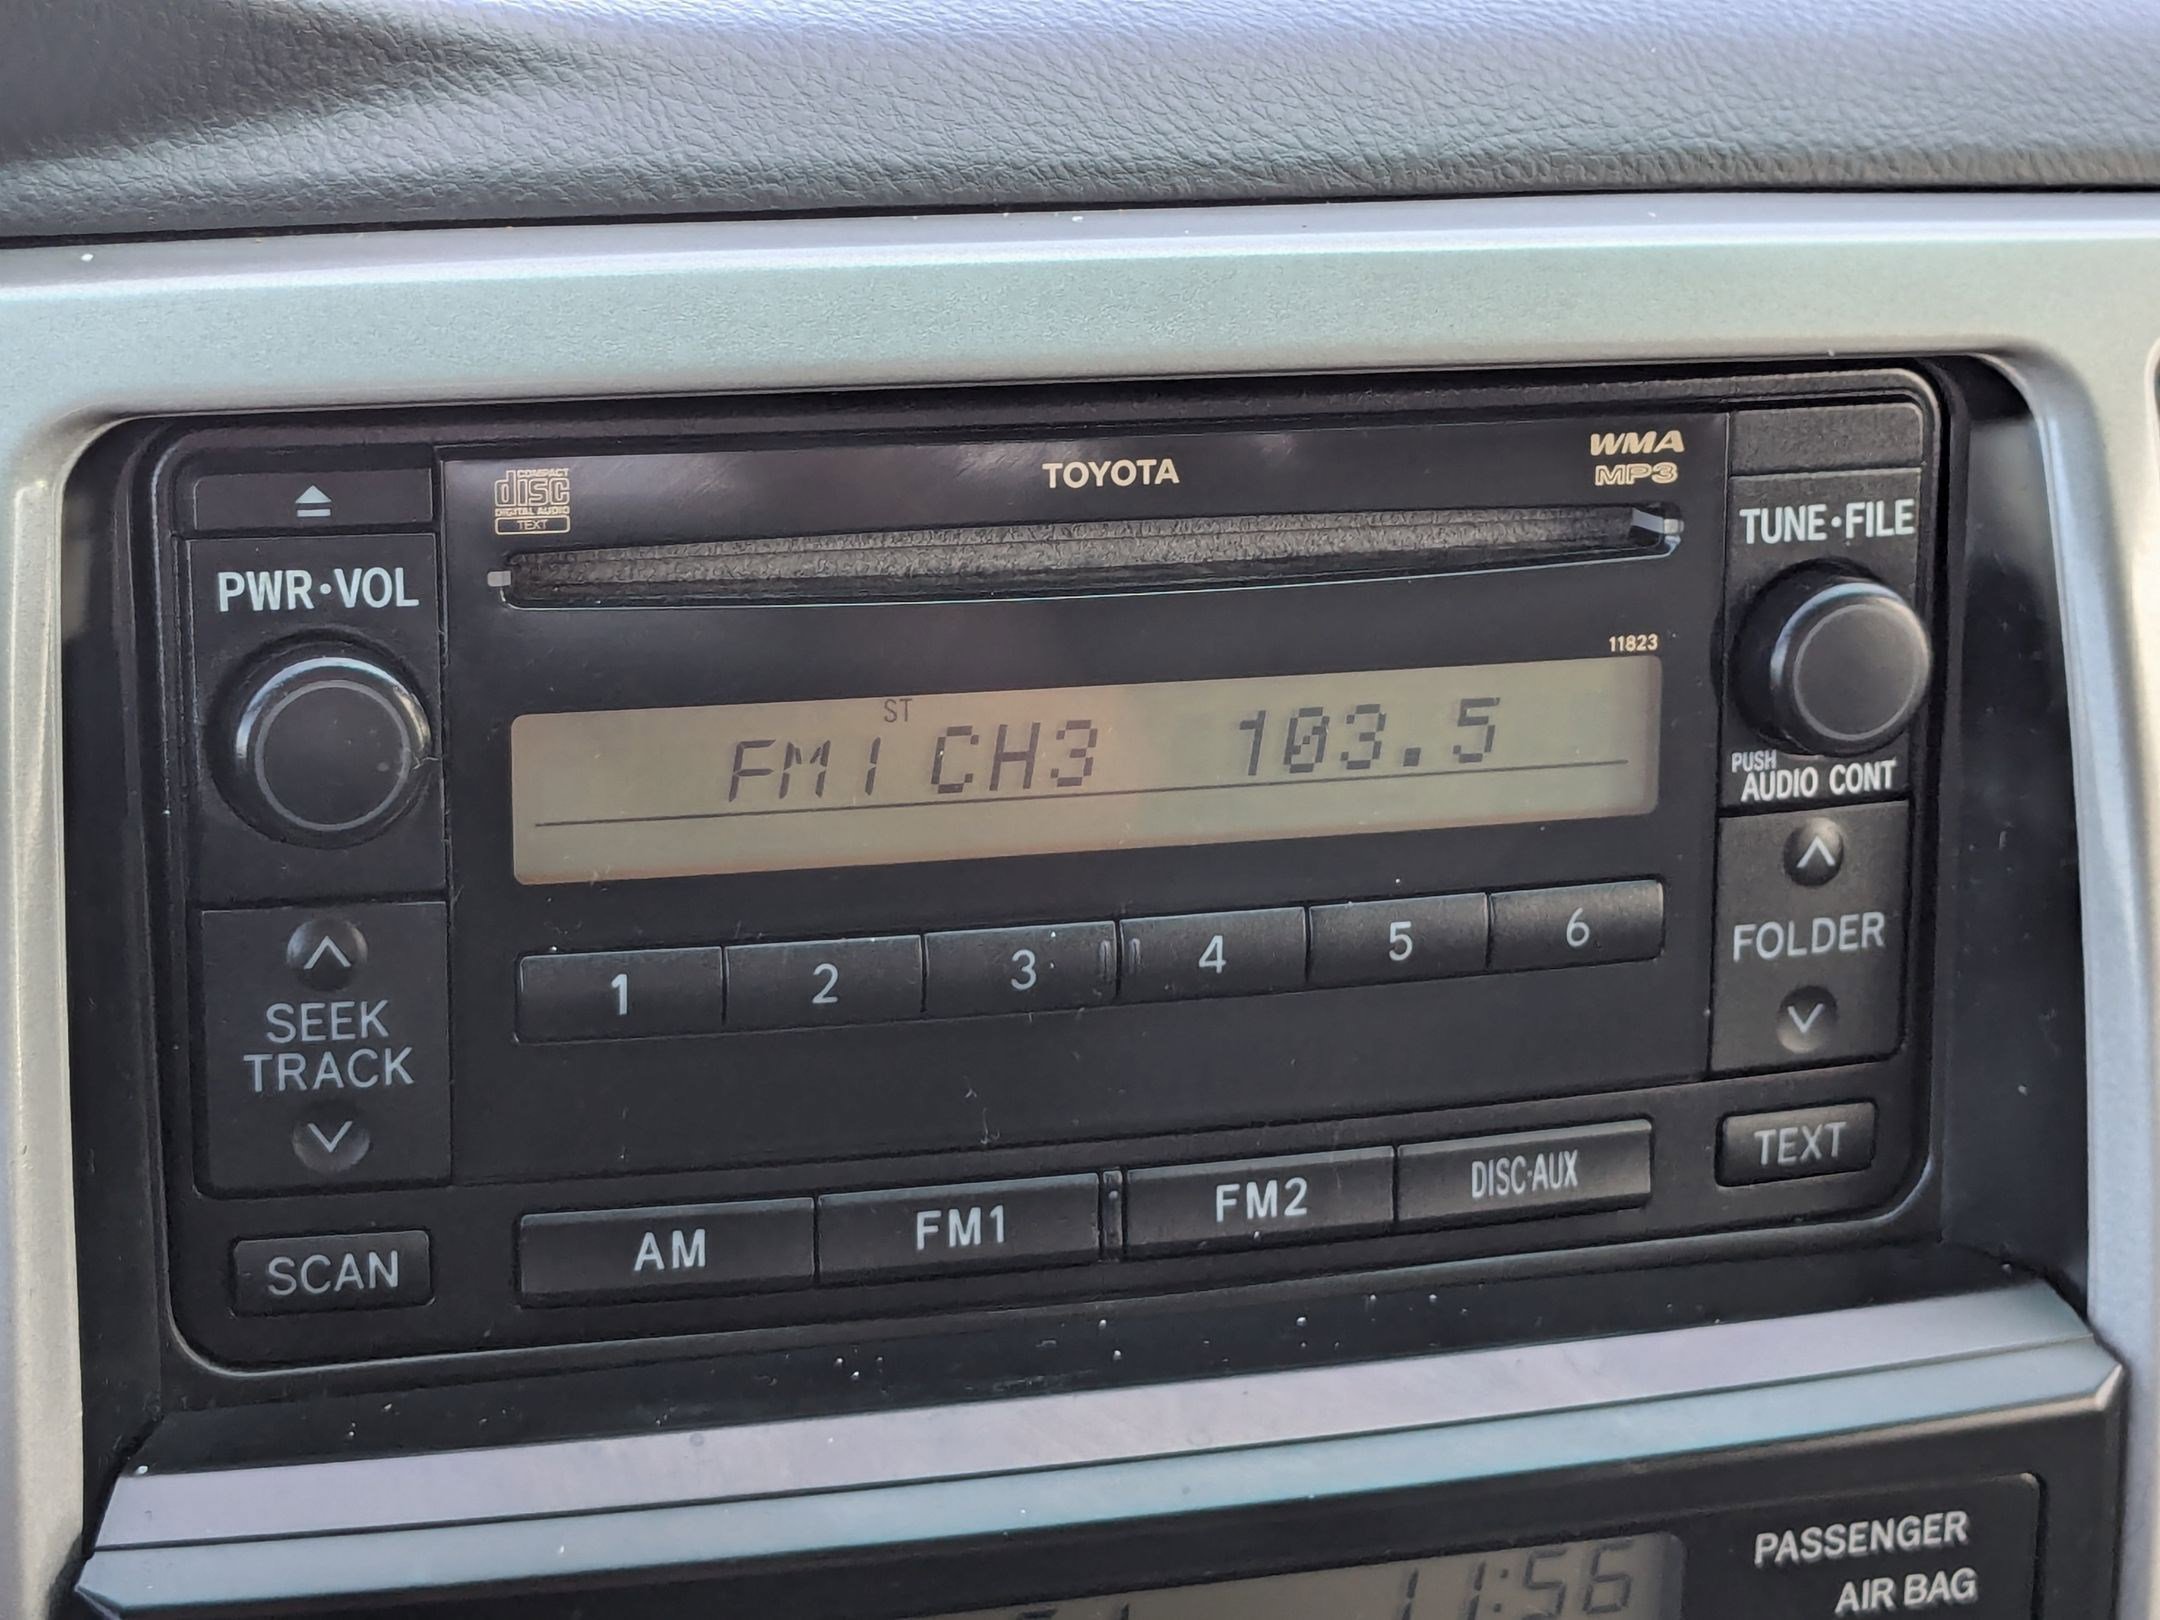 COMPACT
disc
DIGITAL AUDIO
TEXT
TOYOTA
WMA
MP3
TUNE•FILE
PWR•VOL
11823
ST
FM1 CH3 103.5
PUSH
AUDIO CONT
1 2 3 4 5 6
FOLDER
SEEK
TRACK
TEXT
SCAN
AM FM1 FM2 DISC•AUX
PASSENGER
AIR BAG
11:56